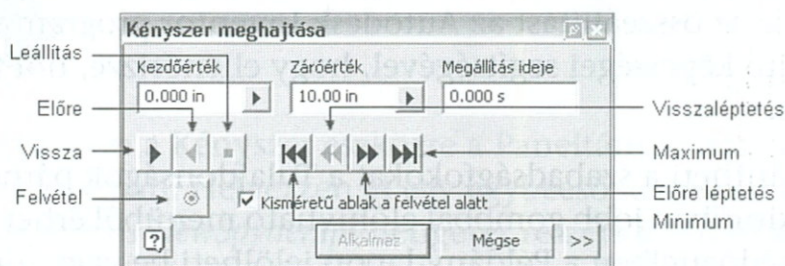 Kényszer meghajtása
Leállítás
Kezdőérték Záróérték Megállítás ideje
0.000 in 10.00 in 0.000 s
Előre
Visszaléptetés
Vissza
Maximum
Felvétel
Kisméretű ablak a felvétel alatt
Előre léptetés
Minimum
Alkalmaz Mégse >>